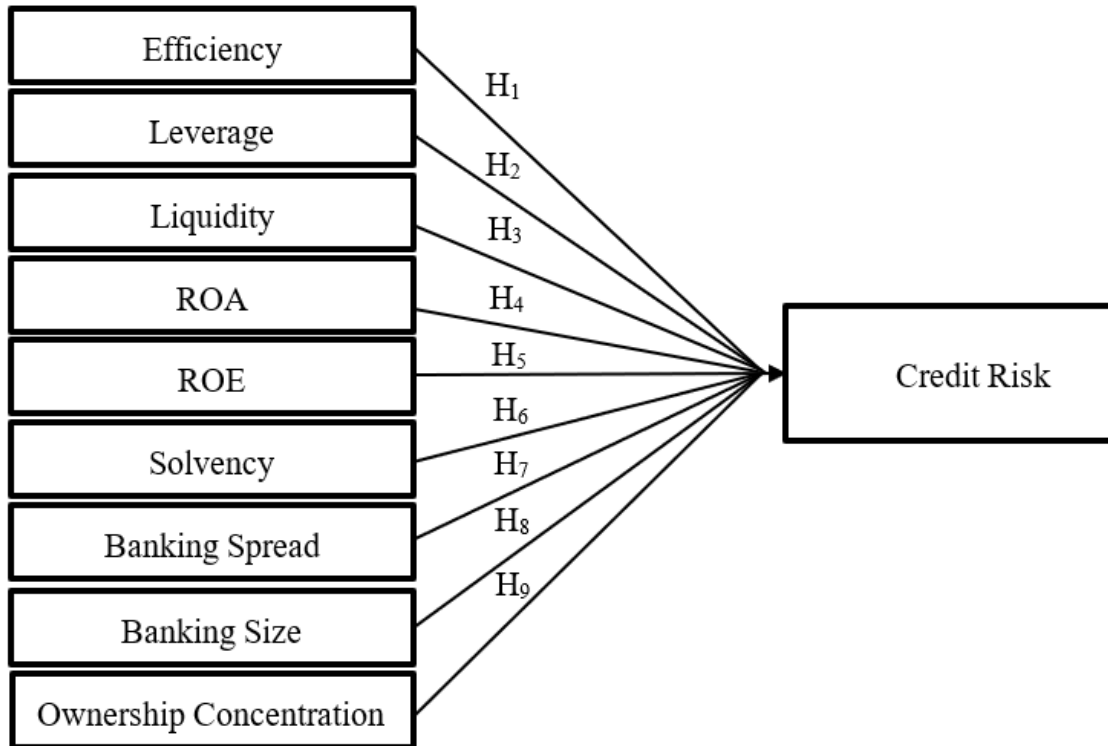 Efficiency
H₁
Leverage
H₂
Liquidity
H₃
ROA
H₄
ROE
H₅
Credit Risk
Solvency
H₆
Banking Spread
H₇
Banking Size
H₈
Ownership Concentration
H₉